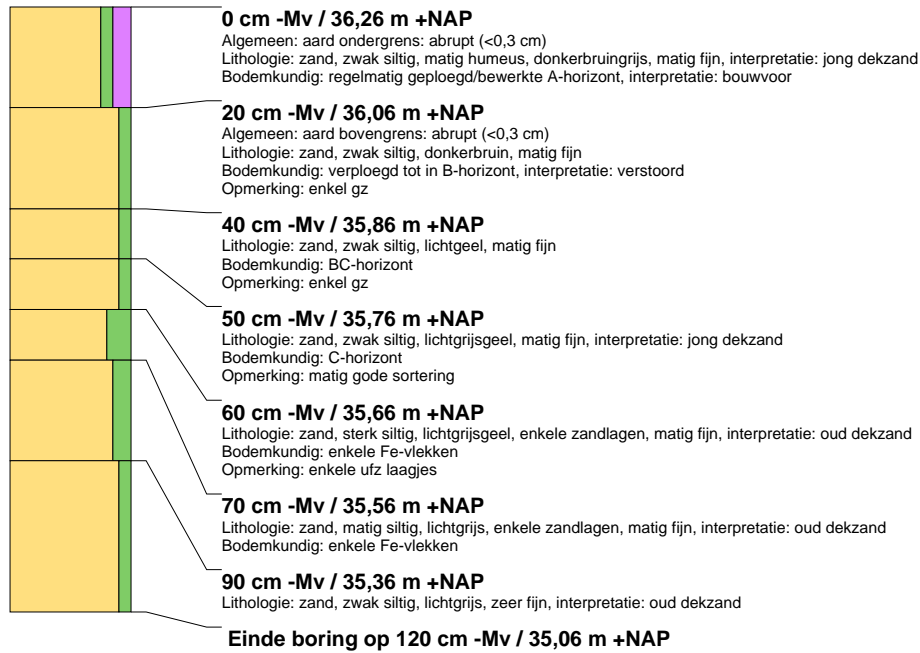 0 cm -Mv / 36,26 m +NAP
Algemeen: aard ondergrens: abrupt (<0,3 cm)
Lithologie: zand, zwak siltig, matig humeus, donkerbruingrijs, matig fijn, interpretatie: jong dekzand
Bodemkundig: regelmatig geploegd/bewerkte A-horizont, interpretatie: bouwvoor
20 cm -Mv / 36,06 m +NAP
Algemeen: aard bovengrens: abrupt (<0,3 cm)
Lithologie: zand, zwak siltig, donkerbruin, matig fijn
Bodemkundig: verploegd tot in B-horizont, interpretatie: verstoord
Opmerking: enkel gz
40 cm -Mv / 35,86 m +NAP
Lithologie: zand, zwak siltig, lichtgeel, matig fijn
Bodemkundig: BC-horizont
Opmerking: enkel gz
50 cm -Mv / 35,76 m +NAP
Lithologie: zand, zwak siltig, lichtgrijsgeel, matig fijn, interpretatie: jong dekzand
Bodemkundig: C-horizont
Opmerking: matig gode sortering
60 cm -Mv / 35,66 m +NAP
Lithologie: zand, sterk siltig, lichtgrijsgeel, enkele zandlagen, matig fijn, interpretatie: oud dekzand
Bodemkundig: enkele Fe-vlekken
Opmerking: enkele ufz laagjes
70 cm -Mv / 35,56 m +NAP
Lithologie: zand, matig siltig, lichtgrijs, enkele zandlagen, matig fijn, interpretatie: oud dekzand
Bodemkundig: enkele Fe-vlekken
90 cm -Mv / 35,36 m +NAP
Lithologie: zand, zwak siltig, lichtgrijs, zeer fijn, interpretatie: oud dekzand
Einde boring op 120 cm -Mv / 35,06 m +NAP